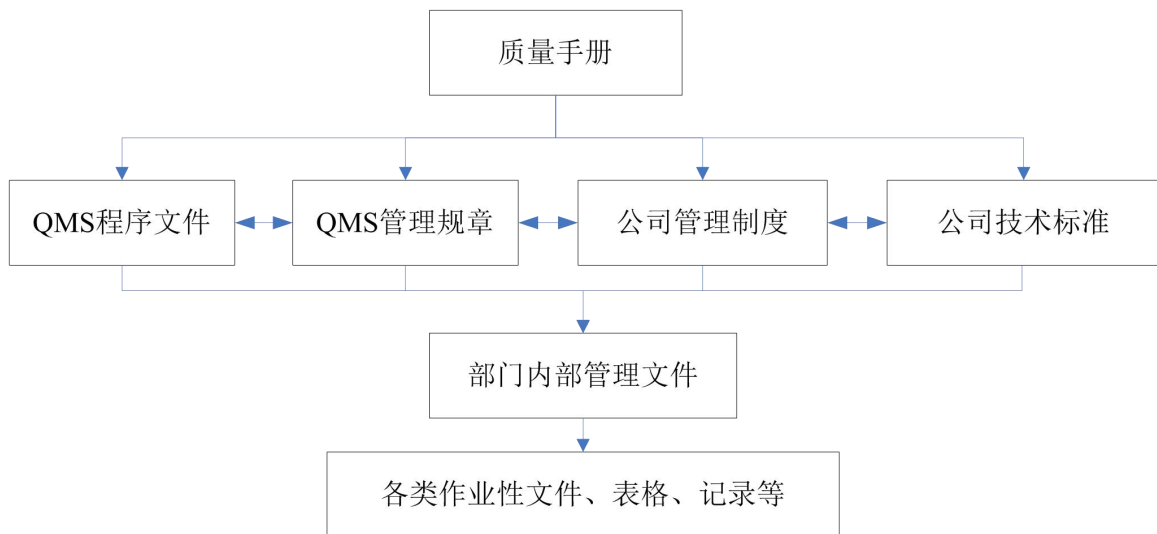 质量手册
QMS程序文件
QMS管理规章
公司管理制度
公司技术标准
部门内部管理文件
各类作业性文件、表格、记录等